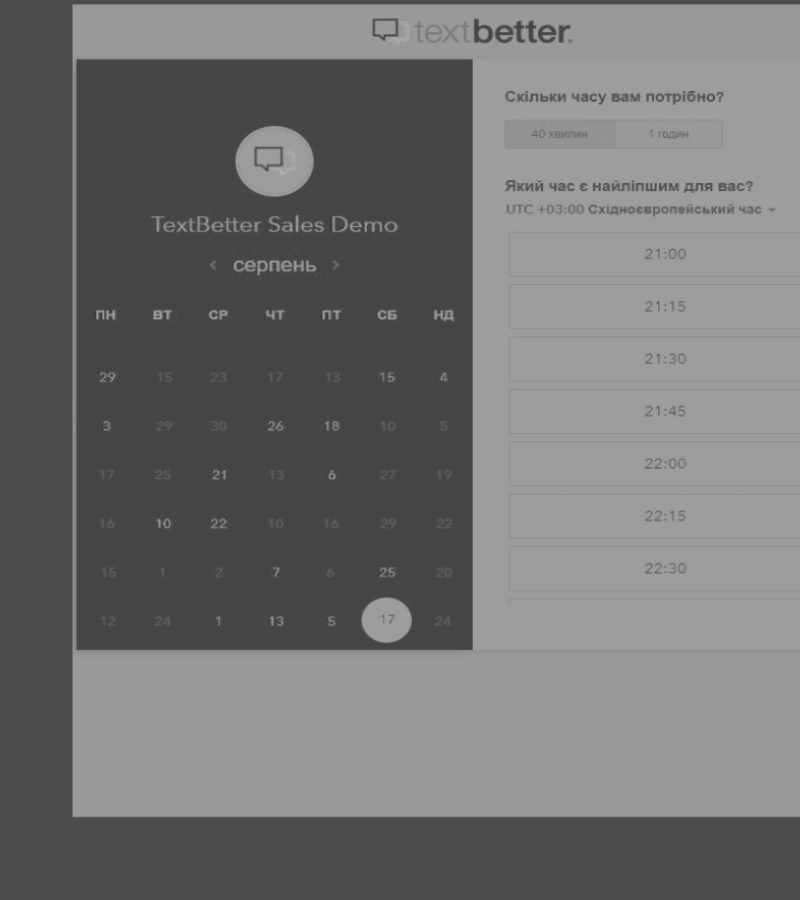 textbetter.
TextBetter Sales Demo
< серпень >
ПН ВТ СР ЧТ ПТ СБ НД
29 15 23 17 13 15 4
3 29 30 26 18 10 5
17 25 21 13 6 27 19
16 10 22 10 16 29 22
15 1 2 7 6 25 20
12 24 1 13 5 17 24
Скільки часу вам потрібно?
40 хвилин 1 годин
Який час є найліпшим для вас?
UTC +03:00 Східноєвропейський час
21:00
21:15
21:30
21:45
22:00
22:15
22:30